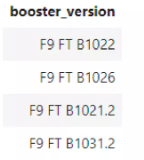 booster_version
F9 FT B1022
F9 FT B1026
F9 FT B1021.2
F9 FT B1031.2